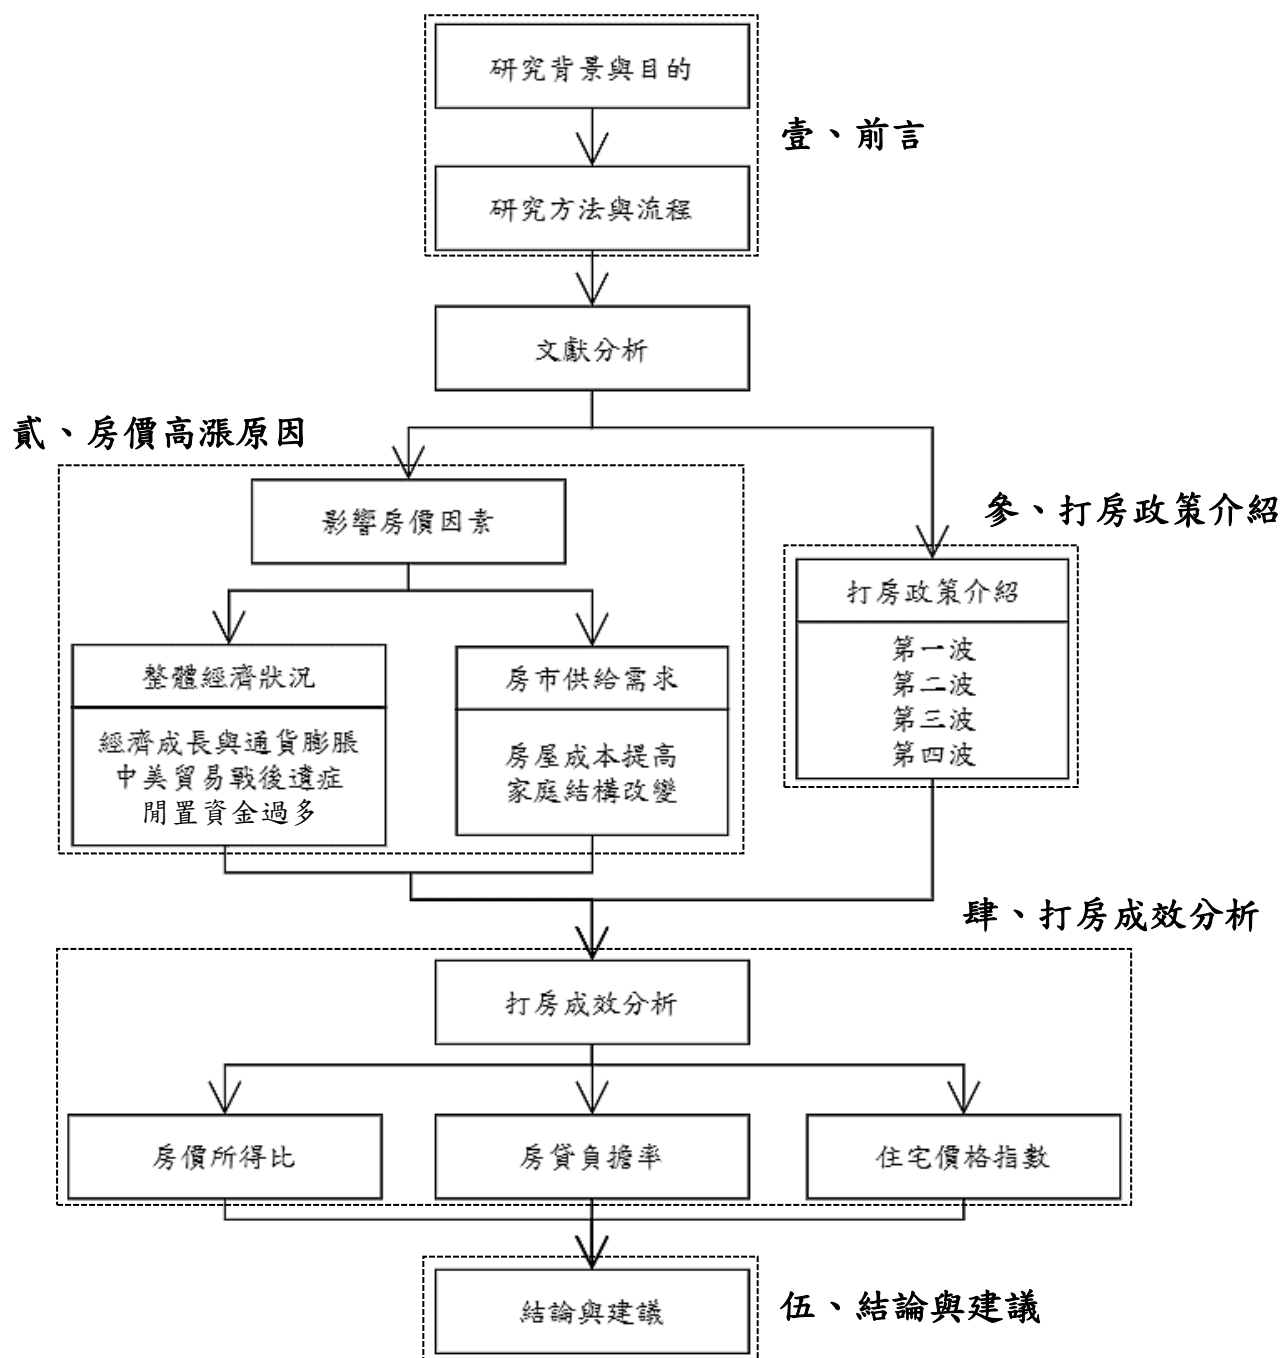 研究背景與目的
壹、前言
研究方法與流程
文獻分析
貳、房價高漲原因
影響房價因素
整體經濟狀況
經濟成長與通貨膨脹
中美貿易戰後遺症
閒置資金過多
房市供給需求
房屋成本提高
家庭結構改變
參、打房政策介紹
打房政策介紹
第一波
第二波
第三波
第四波
肆、打房成效分析
打房成效分析
房價所得比
房貸負擔率
住宅價格指數
結論與建議
伍、結論與建議